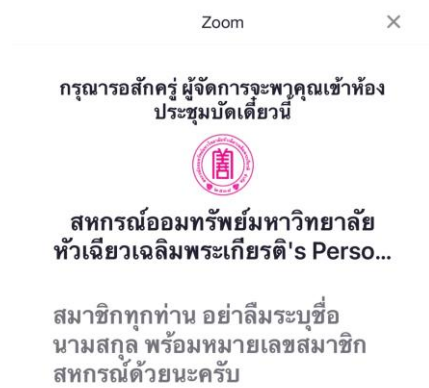 Zoom
กรุณารอสักครู่ ผู้จัดการจะพาคุณเข้าห้อง
ประชุมบัดเดี๋ยวนี้
善
สหกรณ์ออมทรัพย์มหาวิทยาลัย
หัวเฉียวเฉลิมพระเกียรติ's Perso...
สมาชิกทุกท่าน อย่าลืมระบุชื่อ
นามสกุล พร้อมหมายเลขสมาชิก
สหกรณ์ด้วยนะครับ